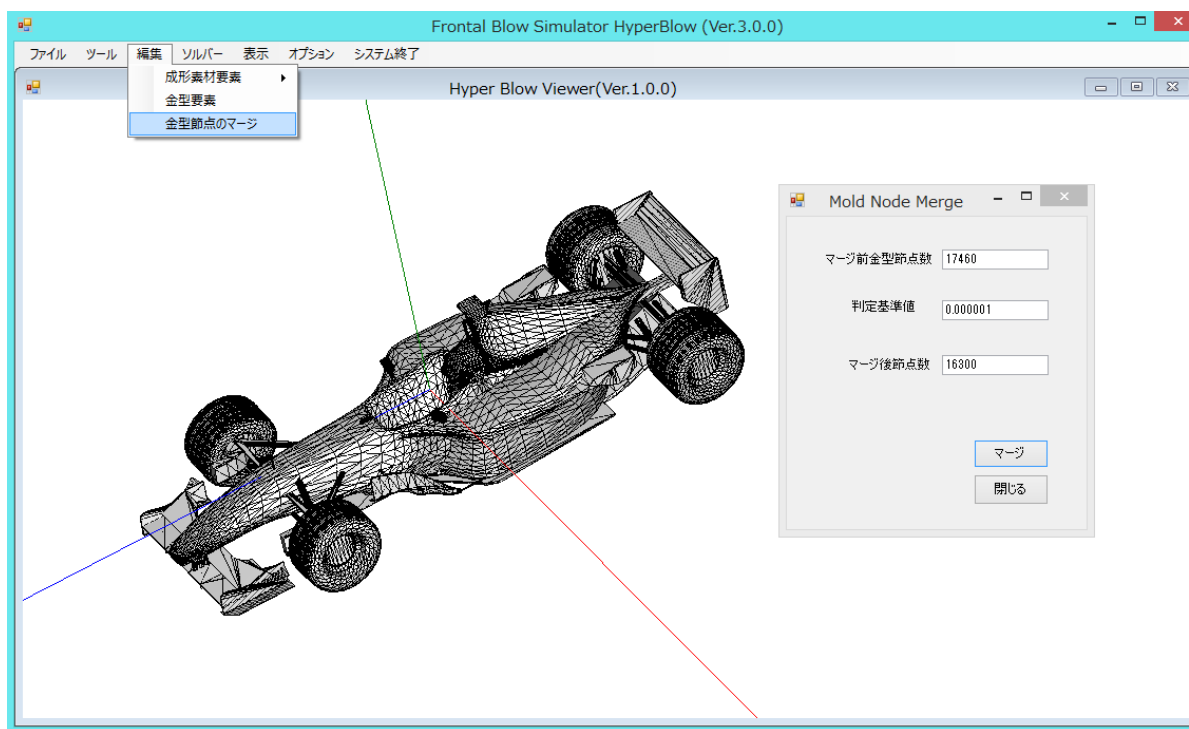 Frontal Blow Simulator HyperBlow (Ver.3.0.0)
ファイル ツール 編集 ソルバー 表示 オプション システム終了
成形素材要素
金型要素
金型節点のマージ
Hyper Blow Viewer(Ver.1.0.0)
Mold Node Merge
マージ前金型節点数 17460
判定基準値 0.000001
マージ後節点数 16300
マージ
閉じる